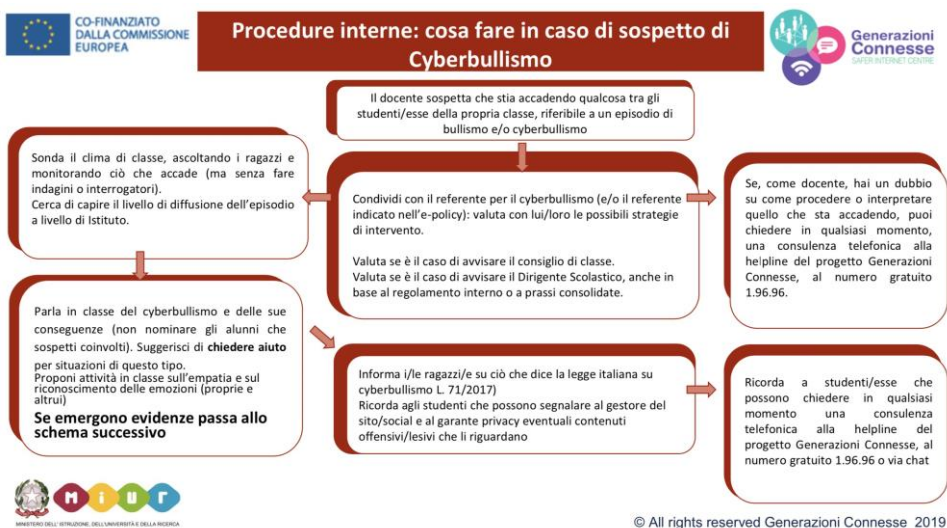 CO-FINANZIATO
DALLA COMMISSIONE
EUROPEA
Procedure interne: cosa fare in caso di sospetto di
Cyberbullismo
Generazioni
Connesse
SAFER INTERNET CENTRE
Il docente sospetta che stia accadendo qualcosa tra gli
studenti/esse della propria classe, riferibile a un episodio di
bullismo e/o cyberbullismo
Sonda il clima di classe, ascoltando i ragazzi e
monitorando ciò che accade (ma senza fare
indagini o interrogatori).
Cerca di capire il livello di diffusione dell'episodio
a livello di Istituto.
Condividi con il referente per il cyberbullismo (e/o il referente
indicato nell'e-policy): valuta con lui/loro le possibili strategie
di intervento.
Valuta se è il caso di avvisare il consiglio di classe.
Valuta se è il caso di avvisare il Dirigente Scolastico, anche in
base al regolamento interno o a prassi consolidate.
Se, come docente, hai un dubbio
su come procedere o interpretare
quello che sta accadendo, puoi
chiedere in qualsiasi momento,
una consulenza telefonica alla
helpline del progetto Generazioni
Connesse, al numero gratuito
1.96.96.
Parla in classe del cyberbullismo e delle sue
conseguenze (non nominare gli alunni che
sospetti coinvolti). Suggerisci di chiedere aiuto
per situazioni di questo tipo.
Proponi attività in classe sull'empatia e sul
riconoscimento delle emozioni (proprie e
altrui)
Se emergono evidenze passa allo
schema successivo
Informa i/le ragazzi/e su ciò che dice la legge italiana su
cyberbullismo L. 71/2017)
Ricorda agli studenti che possono segnalare al gestore del
sito/social e al garante privacy eventuali contenuti
offensivi/lesivi che li riguardano
Ricorda a studenti/esse che
possono chiedere in qualsiasi
momento una consulenza
telefonica alla helpline del
progetto Generazioni Connesse, al
numero gratuito 1.96.96 o via chat
m i u r
MINISTERO DELL' ISTRUZIONE, DELL'UNIVERSITÀ E DELLA RICERCA
© All rights reserved Generazioni Connesse 2019